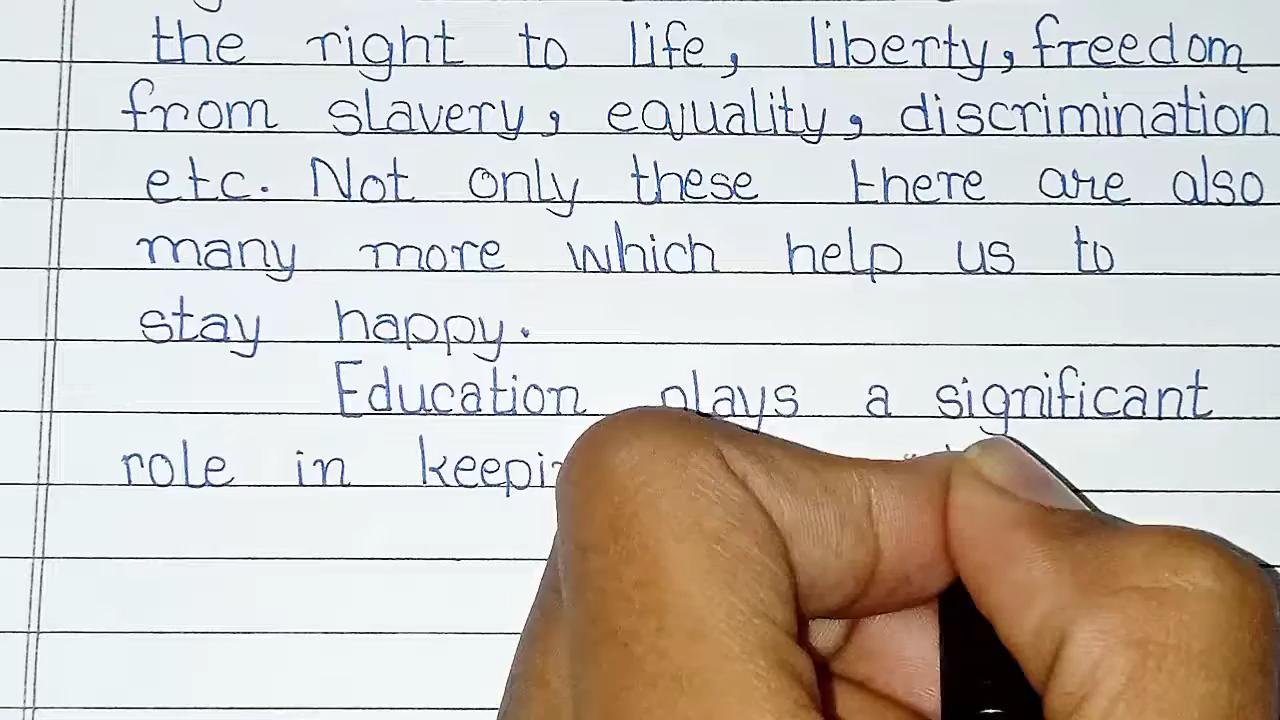 the right to life, liberty, freedom
from slavery, equality, discrimination
etc. Not only these there are also
many more which help us to
stay happy.
Education plays a significant
role in